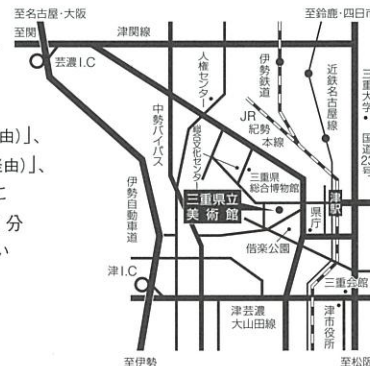 至名古屋・大阪
至鈴鹿・四日市
至関
津関線
芸濃I.C
人権センター
伊勢鉄道
近鉄名古屋線
三重大学
国道23号
中勢バイパス
総合文化センター
JR
紀勢本線
由)」、
経由)」、
こ
分
い
三重県
総合博物館
伊勢自動車道
三重県立
美術館
県庁
津駅
偕楽公園
津I.C
三重会館
津芸濃
大山田線
津市役所
至伊勢
至松阪